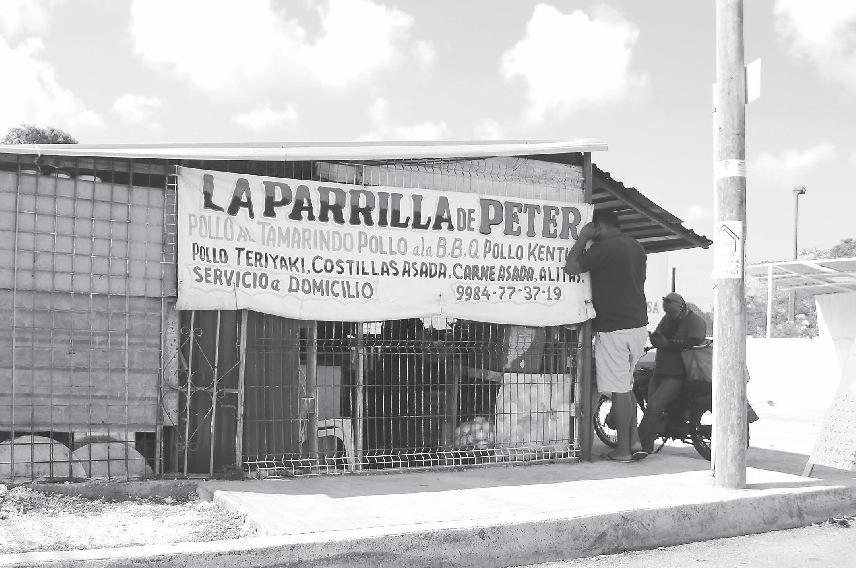 LA PARRILLA DE PETER
POLLO AL TAMARINDO POLLO a la B.B.Q POLLO KENTU
POLLO TERIYAKI, COSTILLAS ASADA, CARNE ASADA, ALITAS,
SERVICIO a DOMICILIO 9984-77-37-19